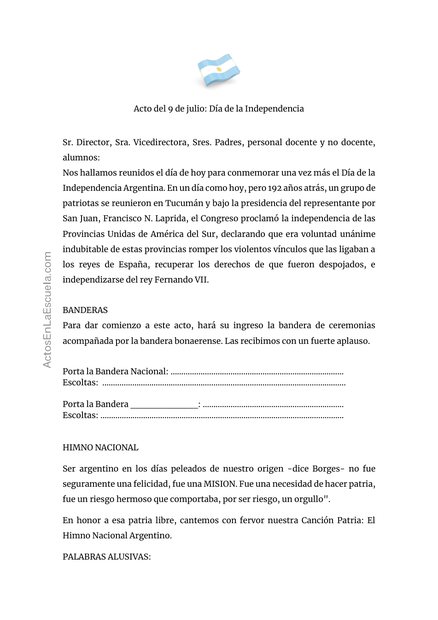 Acto del 9 de julio: Día de la Independencia
Sr. Director, Sra. Vicedirectora, Sres. Padres, personal docente y no docente,
alumnos:
Nos hallamos reunidos el día de hoy para conmemorar una vez más el Día de la
Independencia Argentina. En un día como hoy, pero 192 años atrás, un grupo de
patriotas se reunieron en Tucumán y bajo la presidencia del representante por
San Juan, Francisco N. Laprida, el Congreso proclamó la independencia de las
Provincias Unidas de América del Sur, declarando que era voluntad unánime
indubitable de estas provincias romper los violentos vínculos que las ligaban a
los reyes de España, recuperar los derechos de que fueron despojados, e
independizarse del rey Fernando VII.
BANDERAS
Para dar comienzo a este acto, hará su ingreso la bandera de ceremonias
acompañada por la bandera bonaerense. Las recibimos con un fuerte aplauso.
Porta la Bandera Nacional: ................................................................
Escoltas: ..........................................................................................
Porta la Bandera ______________: ....................................................
Escoltas: ..........................................................................................
HIMNO NACIONAL
Ser argentino en los días peleados de nuestro origen -dice Borges- no fue
seguramente una felicidad, fue una MISION. Fue una necesidad de hacer patria,
fue un riesgo hermoso que comportaba, por ser riesgo, un orgullo".
En honor a esa patria libre, cantemos con fervor nuestra Canción Patria: El
Himno Nacional Argentino.
PALABRAS ALUSIVAS:
ActosEnLaEscuela.com